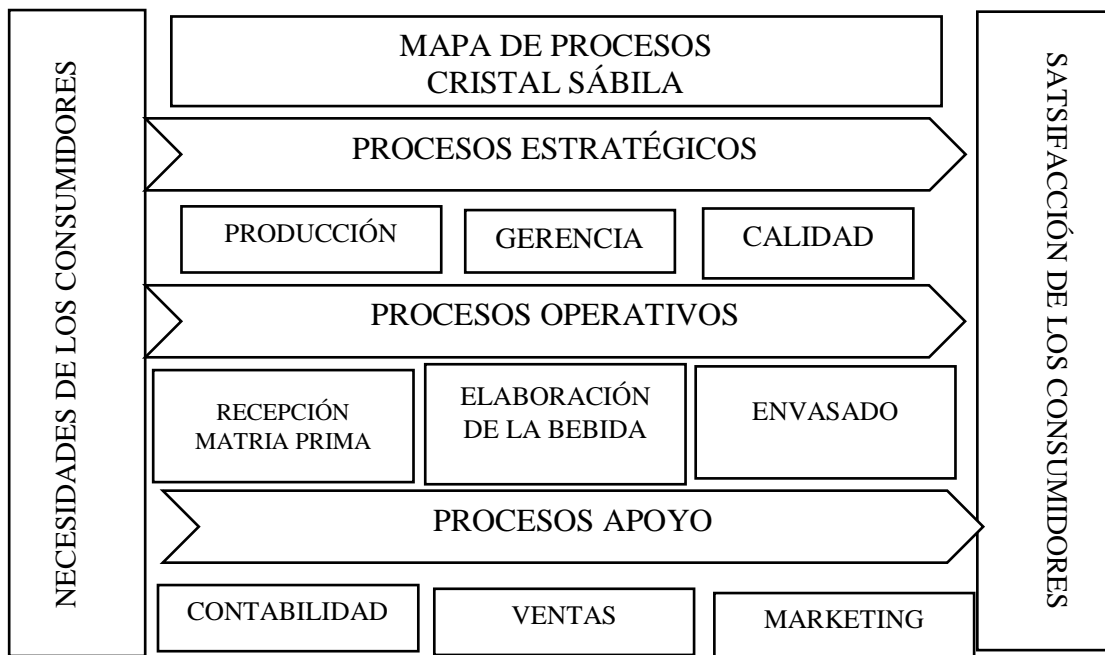 NECESIDADES DE LOS CONSUMIDORES
MAPA DE PROCESOS
CRISTAL SÁBILA
PROCESOS ESTRATÉGICOS
PRODUCCIÓN
GERENCIA
CALIDAD
PROCESOS OPERATIVOS
RECEPCIÓN
MATRIA PRIMA
ELABORACIÓN
DE LA BEBIDA
ENVASADO
PROCESOS APOYO
CONTABILIDAD
VENTAS
MARKETING
SATSIFACCIÓN DE LOS CONSUMIDORES